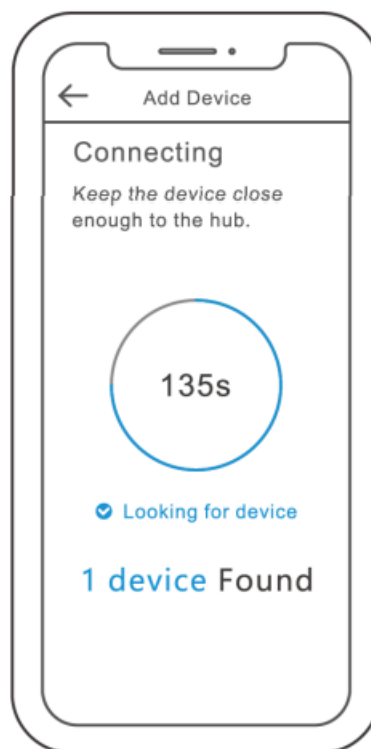 Add Device
Connecting
Keep the device close
enough to the hub.
135s
Looking for device
1 device Found